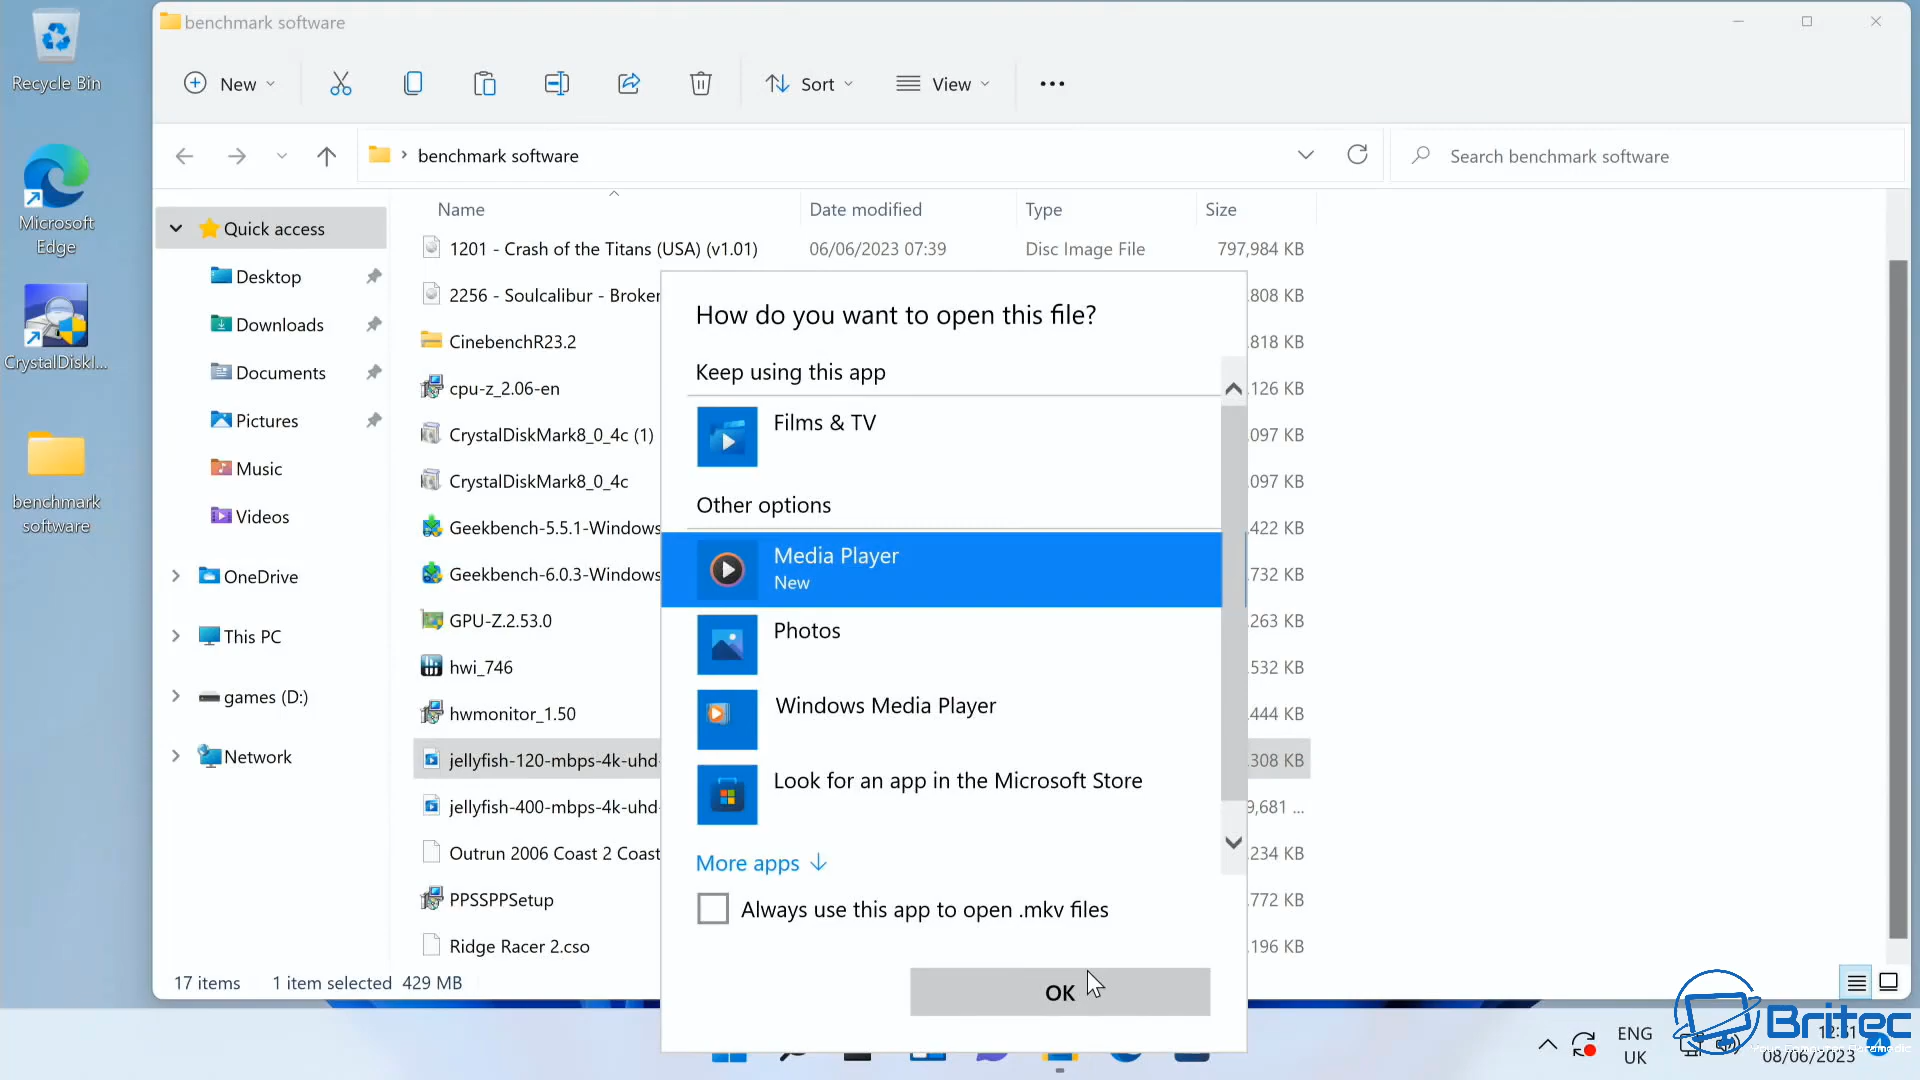 Recycle Bin
Microsoft
Edge
CrystalDiskI...
benchmark
software
benchmark software
New
Sort
View
benchmark software
Search benchmark software
Quick access
Desktop
Downloads
Documents
Pictures
Music
Videos
OneDrive
This PC
games (D:)
Network
Name Date modified Type Size
1201 - Crash of the Titans (USA) (v1.01) 06/06/2023 07:39 Disc Image File 797,984 KB
2256 - Soulcalibur - Broker ,808 KB
CinebenchR23.2 ,818 KB
cpu-z_2.06-en ,126 KB
CrystalDiskMark8_0_4c (1) ,097 KB
CrystalDiskMark8_0_4c ,097 KB
Geekbench-5.5.1-Windows ,422 KB
Geekbench-6.0.3-Windows ,732 KB
GPU-Z.2.53.0 ,263 KB
hwi_746 ,532 KB
hwmonitor_1.50 ,444 KB
jellyfish-120-mbps-4k-uhd- ,308 KB
jellyfish-400-mbps-4k-uhd- 9,681 ...
Outrun 2006 Coast 2 Coast ,234 KB
PPSSPPSetup ,772 KB
Ridge Racer 2.cso ,196 KB
17 items 1 item selected 429 MB
How do you want to open this file?
Keep using this app
Films & TV
Other options
Media Player
New
Photos
Windows Media Player
Look for an app in the Microsoft Store
More apps
Always use this app to open .mkv files
OK
ENG
UK
12:31
08/06/2023
Britec